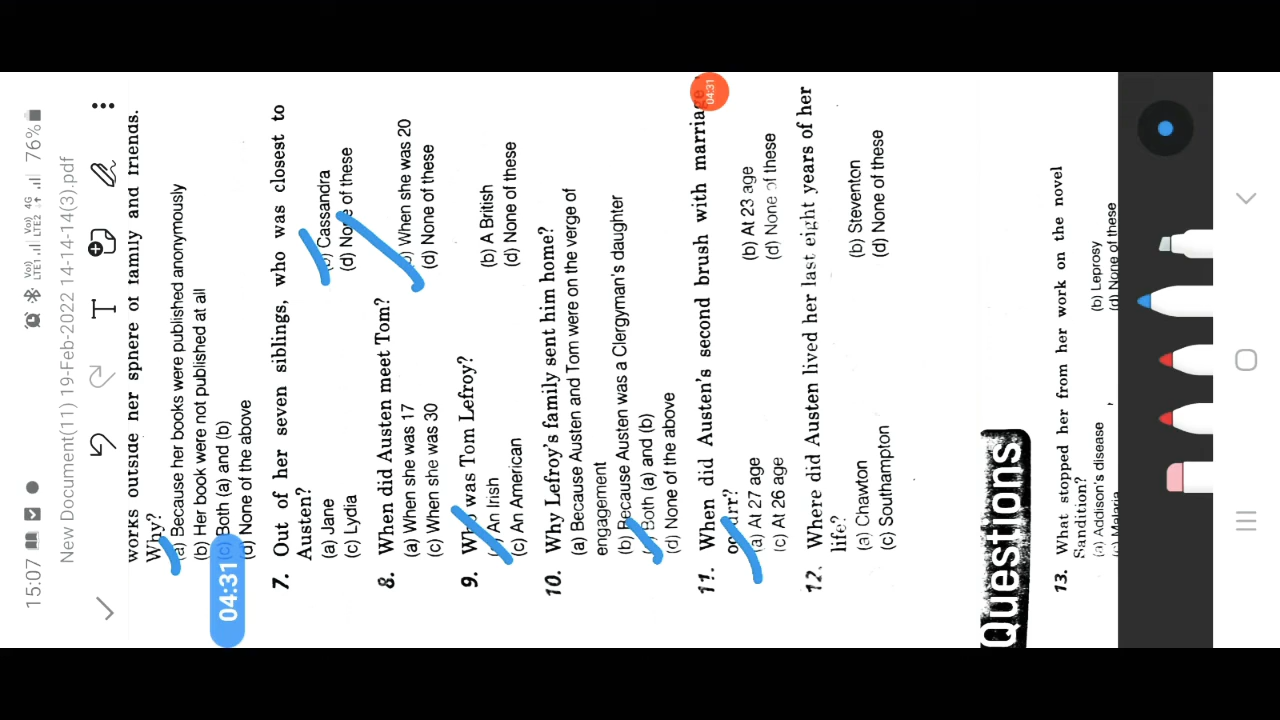 15:07
Vo)) 4G
LTE1
Vo))
LTE2
76%
New Document(11) 19-Feb-2022 14-14-14(3).pdf
T
works outside her sphere of family and friends.
Why?
(a) Because her books were published anonymously
(b) Her book were not published at all
(c) Both (a) and (b)
(d) None of the above
04:31
7. Out of her seven siblings, who was closest to
Austen?
(a) Jane (b) Cassandra
(c) Lydia (d) None of these
8. When did Austen meet Tom?
(a) When she was 17 (b) When she was 20
(c) When she was 30 (d) None of these
9. Who was Tom Lefroy?
(a) An Irish (b) A British
(c) An American (d) None of these
10. Why Lefroy's family sent him home?
(a) Because Austen and Tom were on the verge of
engagement
(b) Because Austen was a Clergyman's daughter
(c) Both (a) and (b)
(d) None of the above
11. When did Austen's second brush with marriage
occurr?
04:31
(a) At 27 age (b) At 23 age
(c) At 26 age (d) None of these
12. Where did Austen lived her last eight years of her
life?
(a) Chawton (b) Steventon
(c) Southampton (d) None of these
Questions
13. What stopped her from her work on the novel
Sandition?
(a) Addison's disease (b) Leprosy
(c) Malaria (d) None of these